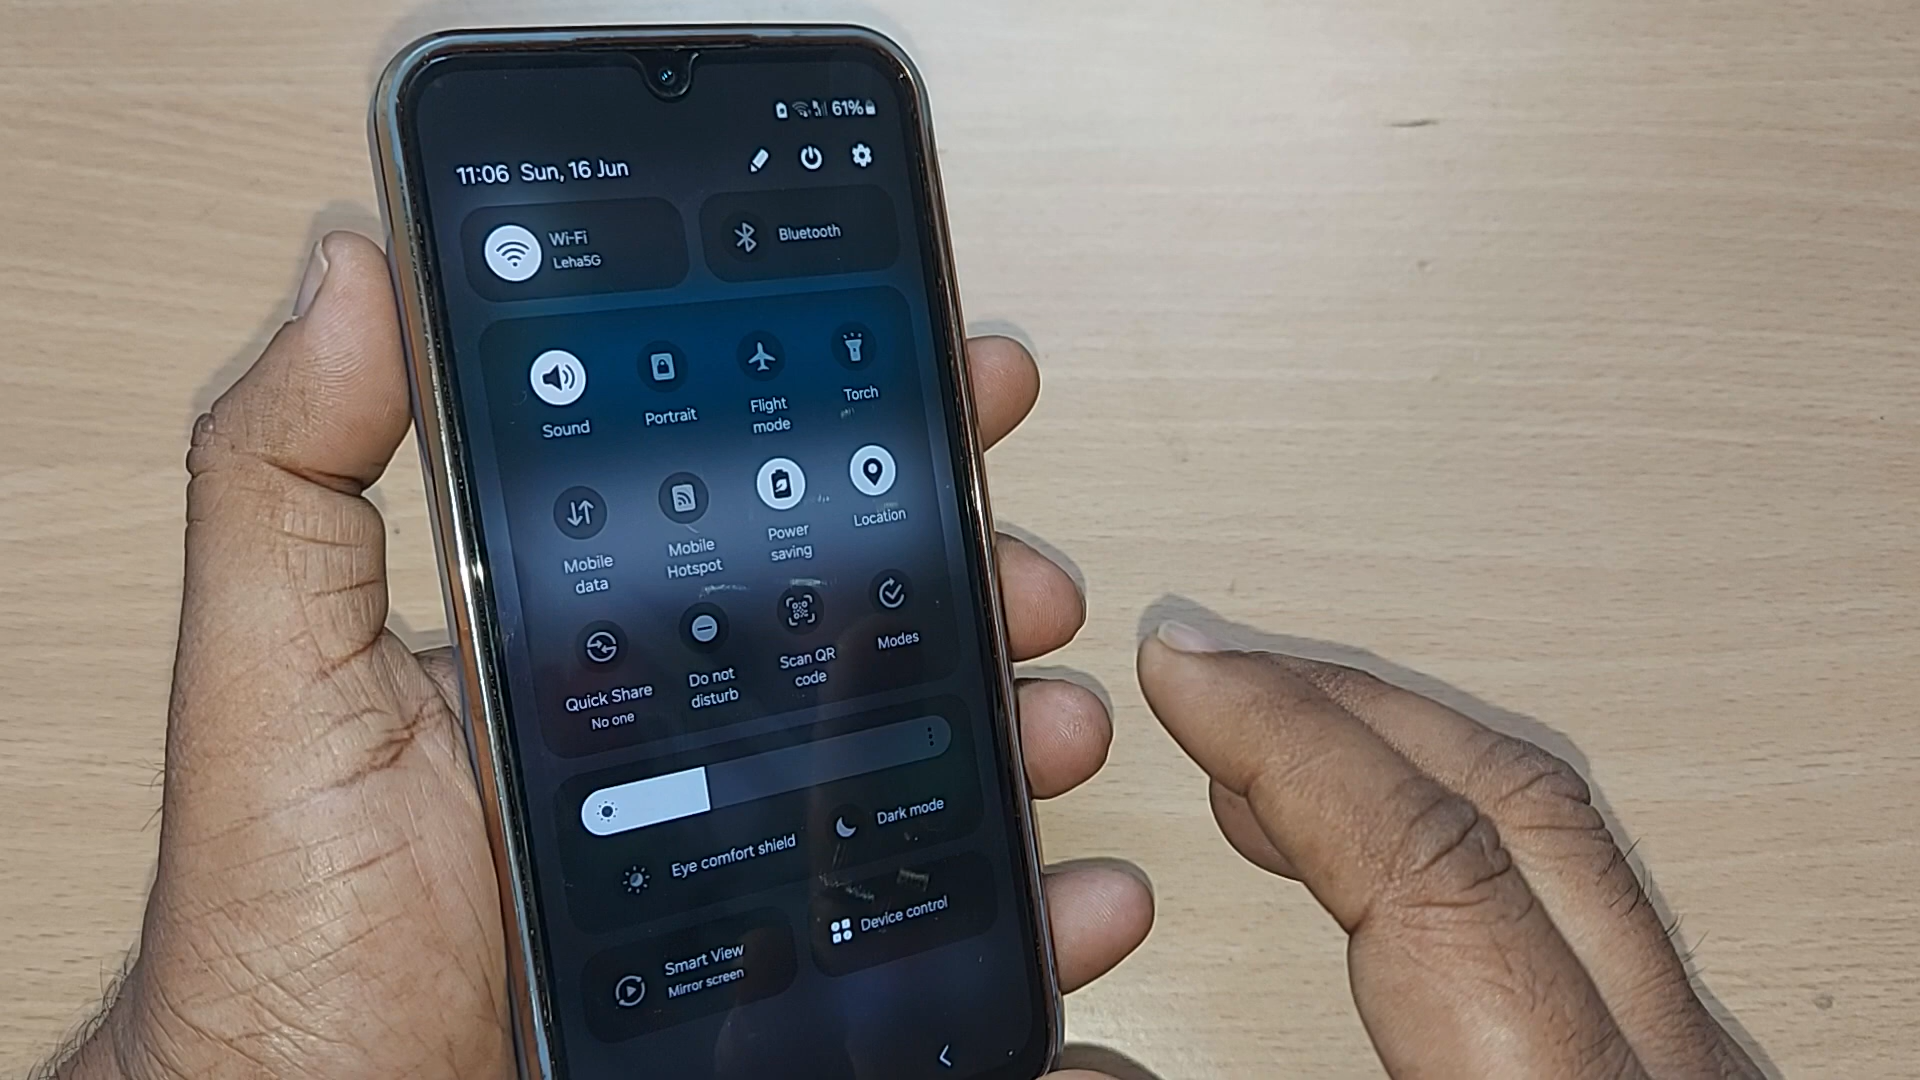 61%
11:06 Sun, 16 Jun
Wi-Fi
Leha5G
Bluetooth
Sound
Portrait
Flight
mode
Torch
Mobile
data
Mobile
Hotspot
Power
saving
Location
Quick Share
No one
Do not
disturb
Scan QR
code
Modes
Eye comfort shield
Dark mode
Smart View
Mirror screen
Device control